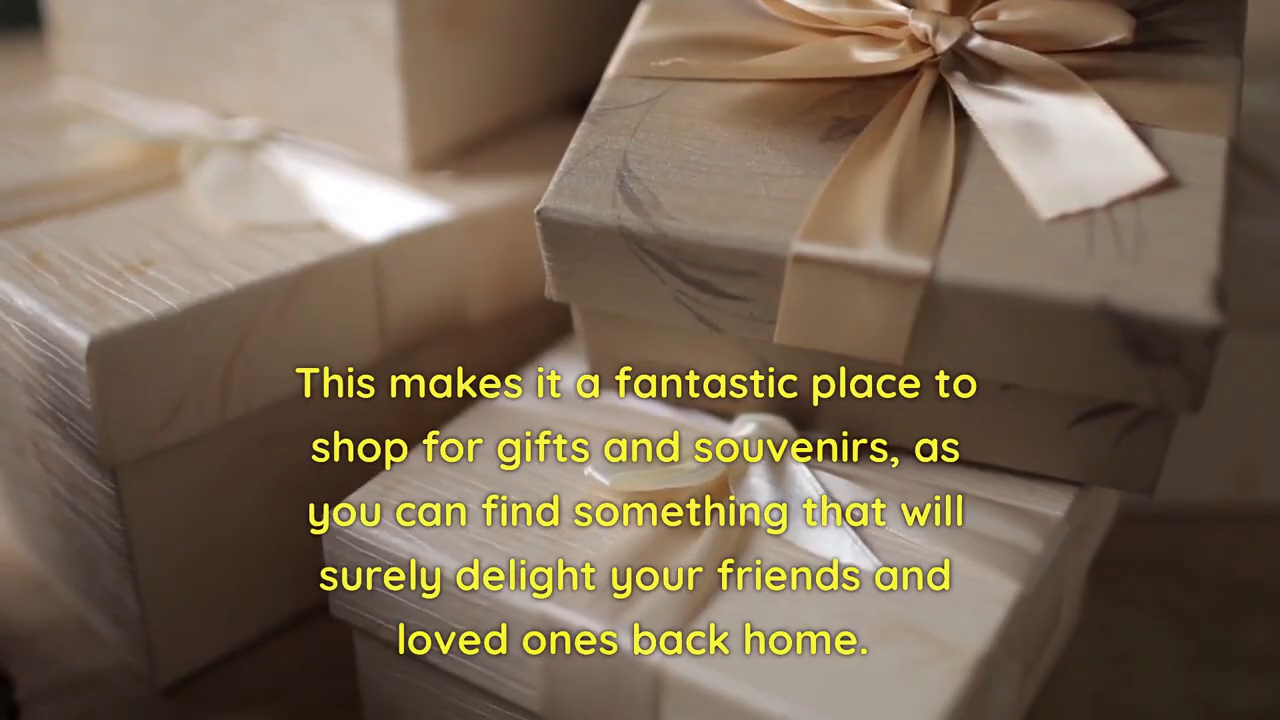 This makes it a fantastic place to
shop for gifts and souvenirs, as
you can find something that will
surely delight your friends and
loved ones back home.